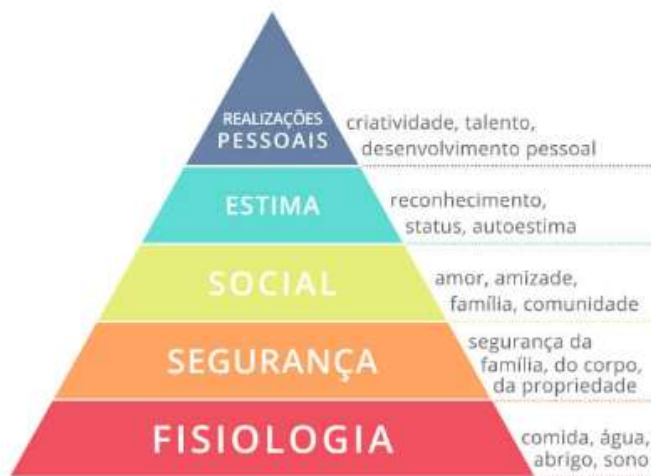 REALIZAÇÕES
PESSOAIS
criatividade, talento,
desenvolvimento pessoal
ESTIMA
reconhecimento,
status, autoestima
SOCIAL
amor, amizade,
família, comunidade
SEGURANÇA
segurança da
família, do corpo,
da propriedade
FISIOLOGIA
comida, água,
abrigo, sono